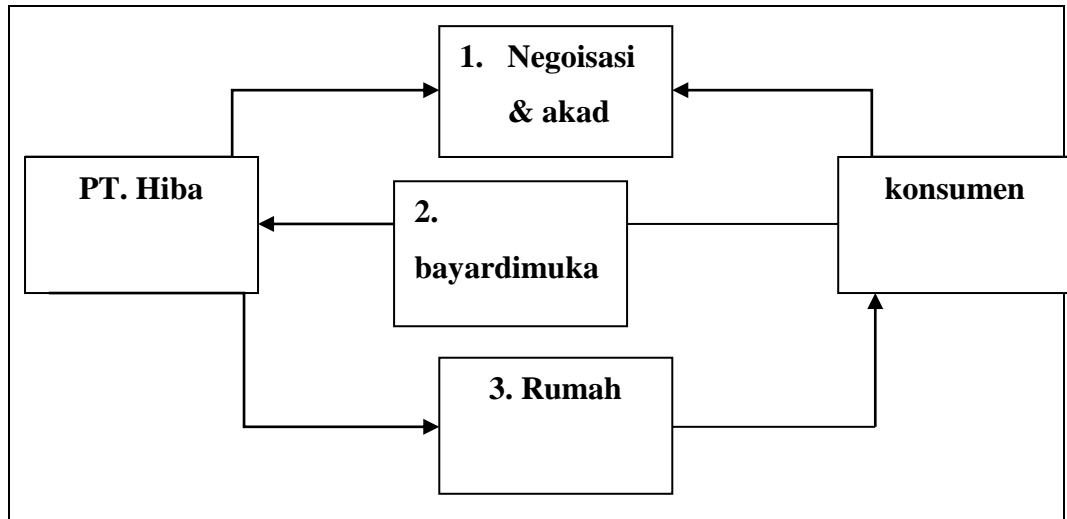 1. Negoisasi
& akad
PT. Hiba
konsumen
2.
bayardimuka
3. Rumah